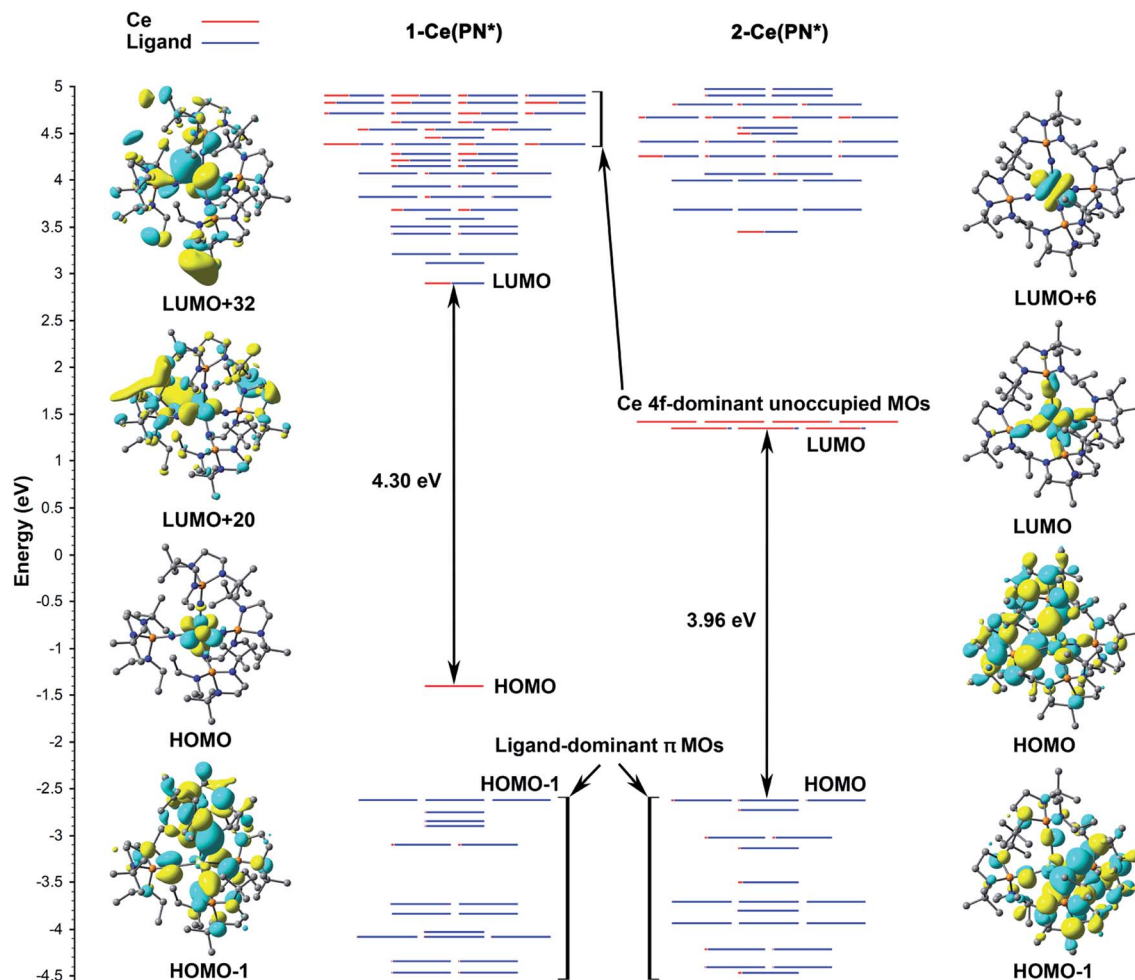 Ce
Ligand
1-Ce(PN*)
2-Ce(PN*)
Energy (eV)
5
4.5
4
3.5
3
2.5
2
1.5
1
0.5
0
-0.5
-1
-1.5
-2
-2.5
-3
-3.5
-4
-4.5
LUMO+32
LUMO+20
HOMO
HOMO-1
LUMO
4.30 eV
HOMO
HOMO-1
Ce 4f-dominant unoccupied MOs
LUMO
3.96 eV
Ligand-dominant π MOs
HOMO
LUMO+6
LUMO
HOMO
HOMO-1